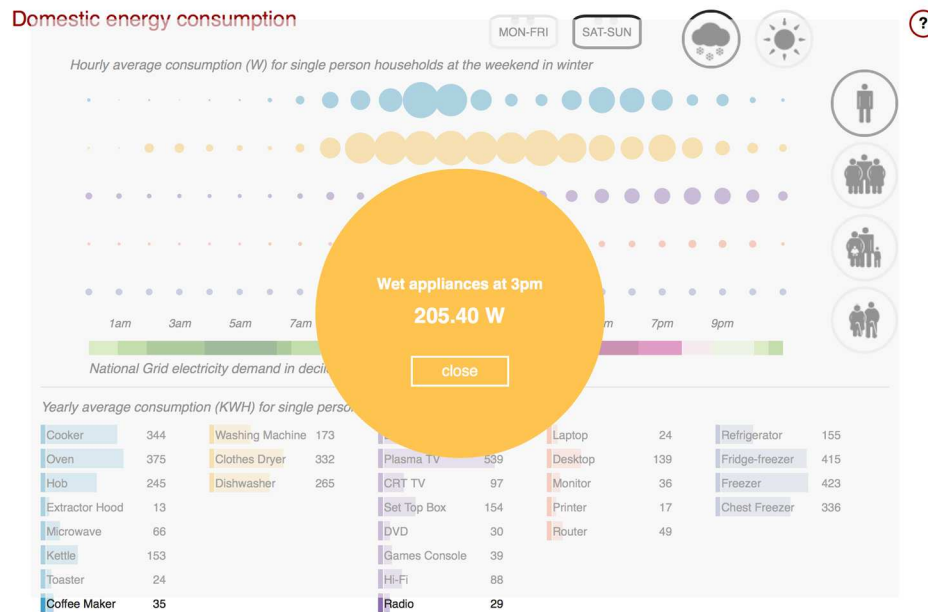 Domestic energy consumption
MON-FRI
SAT-SUN
?
Hourly average consumption (W) for single person households at the weekend in winter
Wet appliances at 3pm
205.40 W
close
1am 3am 5am 7am 7pm 9pm
National Grid electricity demand in
Yearly average consumption (KWH) for single
Cooker 344 Washing Machine 173 Laptop 24 Refrigerator 155
Oven 375 Clothes Dryer 332 Plasma TV 539 Desktop 139 Fridge-freezer 415
Hob 245 Dishwasher 265 CRT TV 97 Monitor 36 Freezer 423
Extractor Hood 13 Set Top Box 154 Printer 17 Chest Freezer 336
Microwave 66 DVD 30 Router 49
Kettle 153 Games Console 39
Toaster 24 Hi-Fi 88
Coffee Maker 35 Radio 29